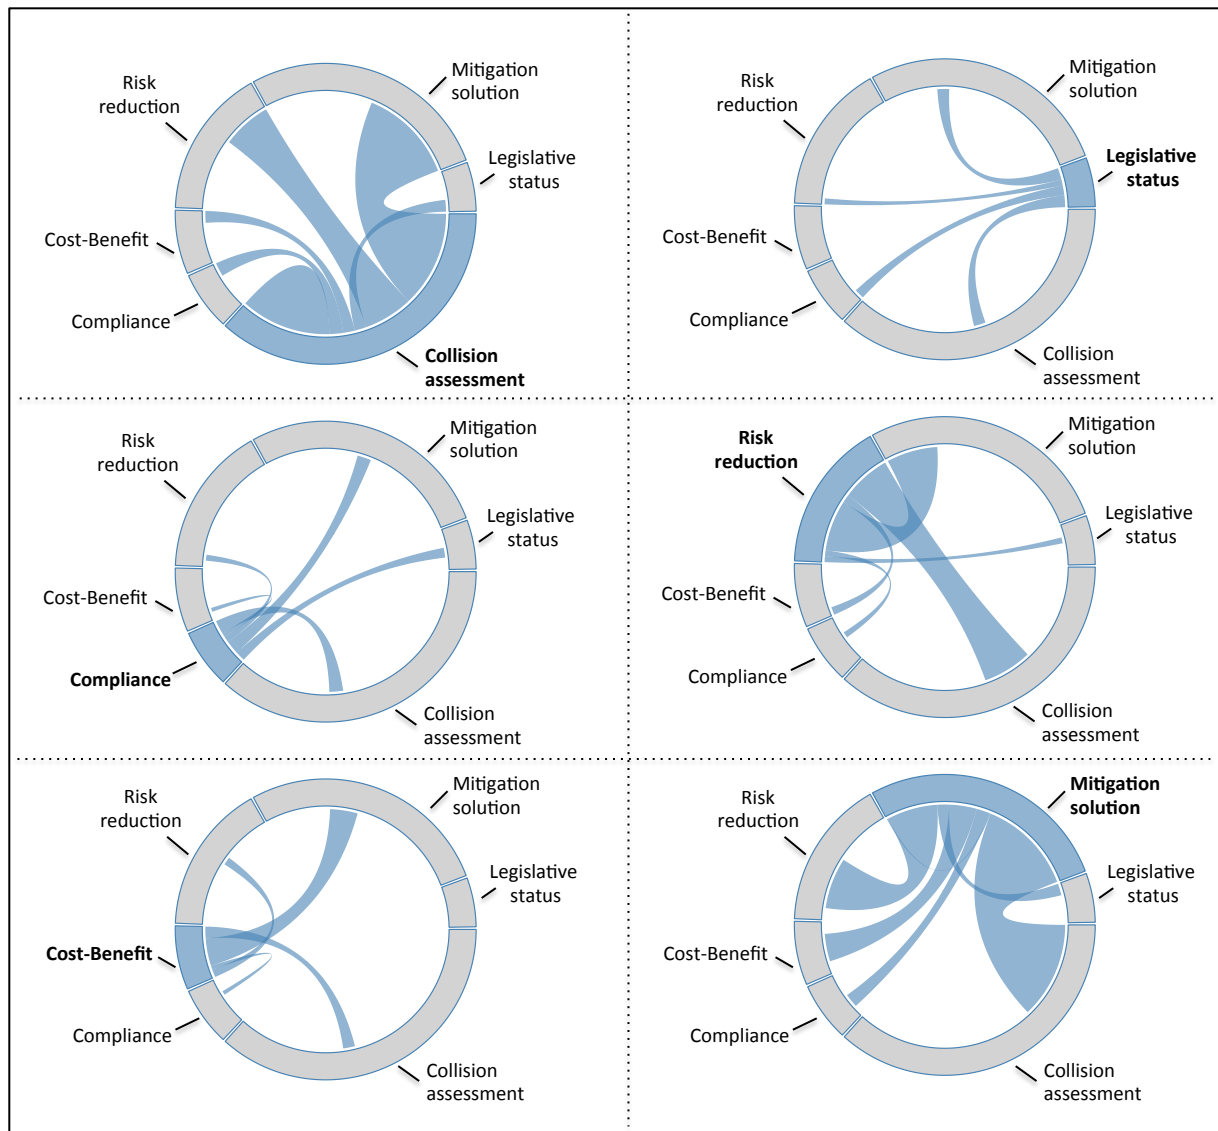 Risk
reduction
Mitigation
solution
Legislative
status
Cost-Benefit
Compliance
Collision
assessment
Risk
reduction
Mitigation
solution
Legislative
status
Cost-Benefit
Compliance
Collision
assessment
Risk
reduction
Mitigation
solution
Legislative
status
Cost-Benefit
Compliance
Collision
assessment
Risk
reduction
Mitigation
solution
Legislative
status
Cost-Benefit
Compliance
Collision
assessment
Risk
reduction
Mitigation
solution
Legislative
status
Cost-Benefit
Compliance
Collision
assessment
Risk
reduction
Mitigation
solution
Legislative
status
Cost-Benefit
Compliance
Collision
assessment